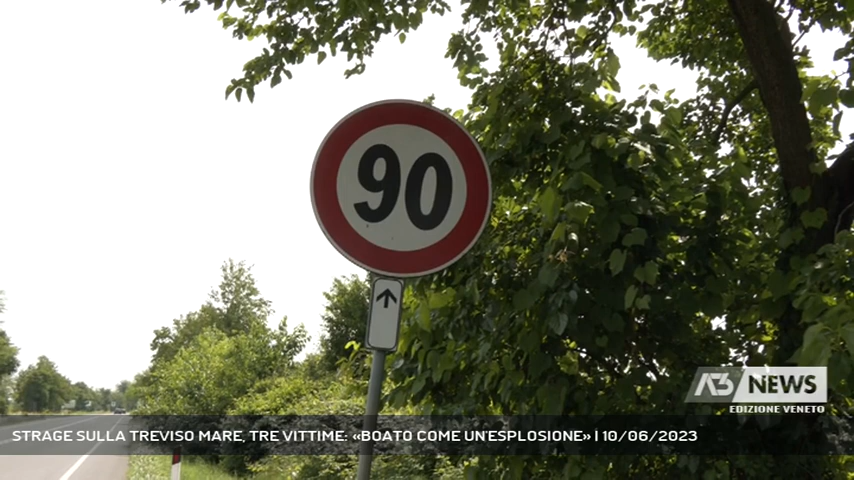 90
A3 NEWS
EDIZIONE VENETO
STRAGE SULLA TREVISO MARE, TRE VITTIME: «BOATO COME UN'ESPLOSIONE» | 10/06/2023